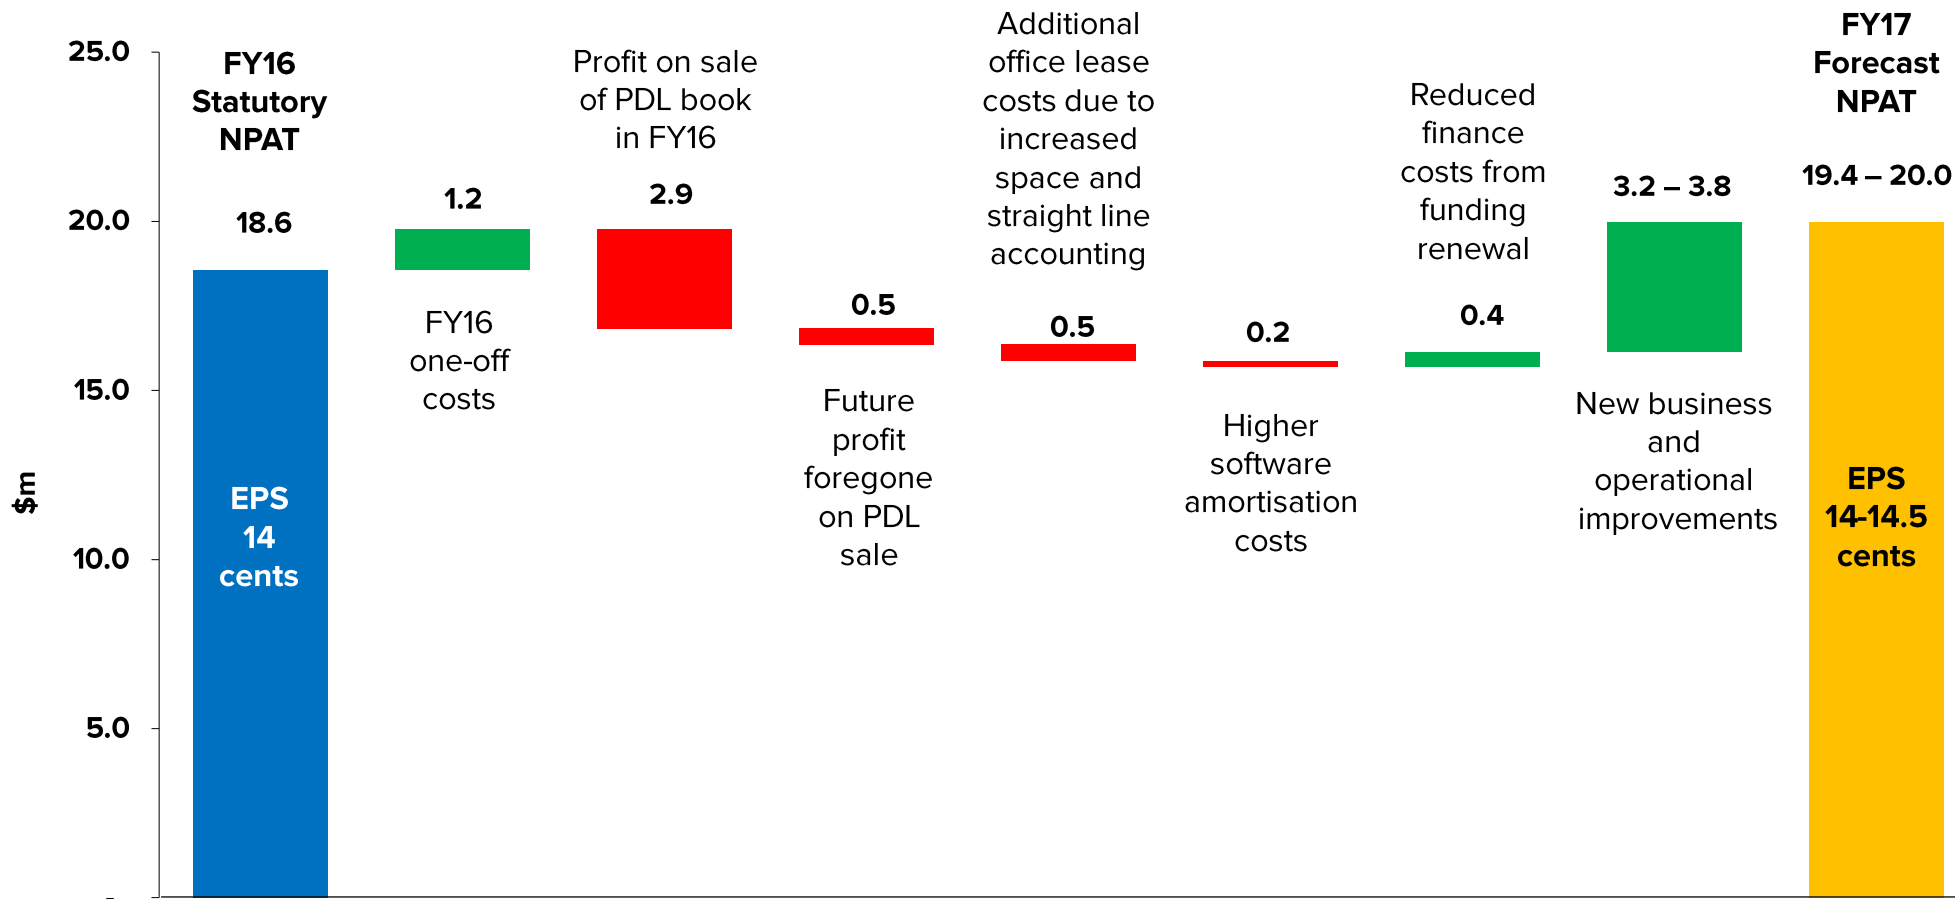 25.0
20.0
15.0
10.0
5.0
-
$m
FY16
Statutory
NPAT
18.6
EPS
14
cents
1.2
FY16
one-off
costs
Profit on sale
of PDL book
in FY16
2.9
0.5
Future
profit
foregone
on PDL
sale
Additional
office lease
costs due to
increased
space and
straight line
accounting
0.5
0.2
Higher
software
amortisation
costs
Reduced
finance
costs from
funding
renewal
0.4
3.2 – 3.8
New business
and
operational
improvements
FY17
Forecast
NPAT
19.4 – 20.0
EPS
14-14.5
cents